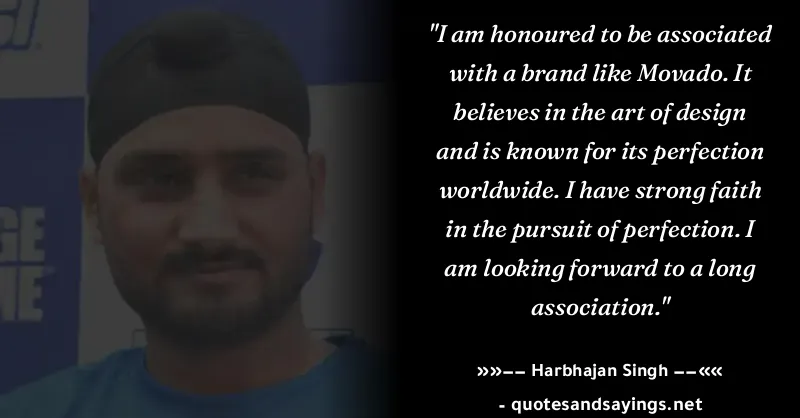 "I am honoured to be associated
with a brand like Movado. It
believes in the art of design
and is known for its perfection
worldwide. I have strong faith
in the pursuit of perfection. I
am looking forward to a long
association."
»»–– Harbhajan Singh ––««
- quotesandsayings.net
GE
ME